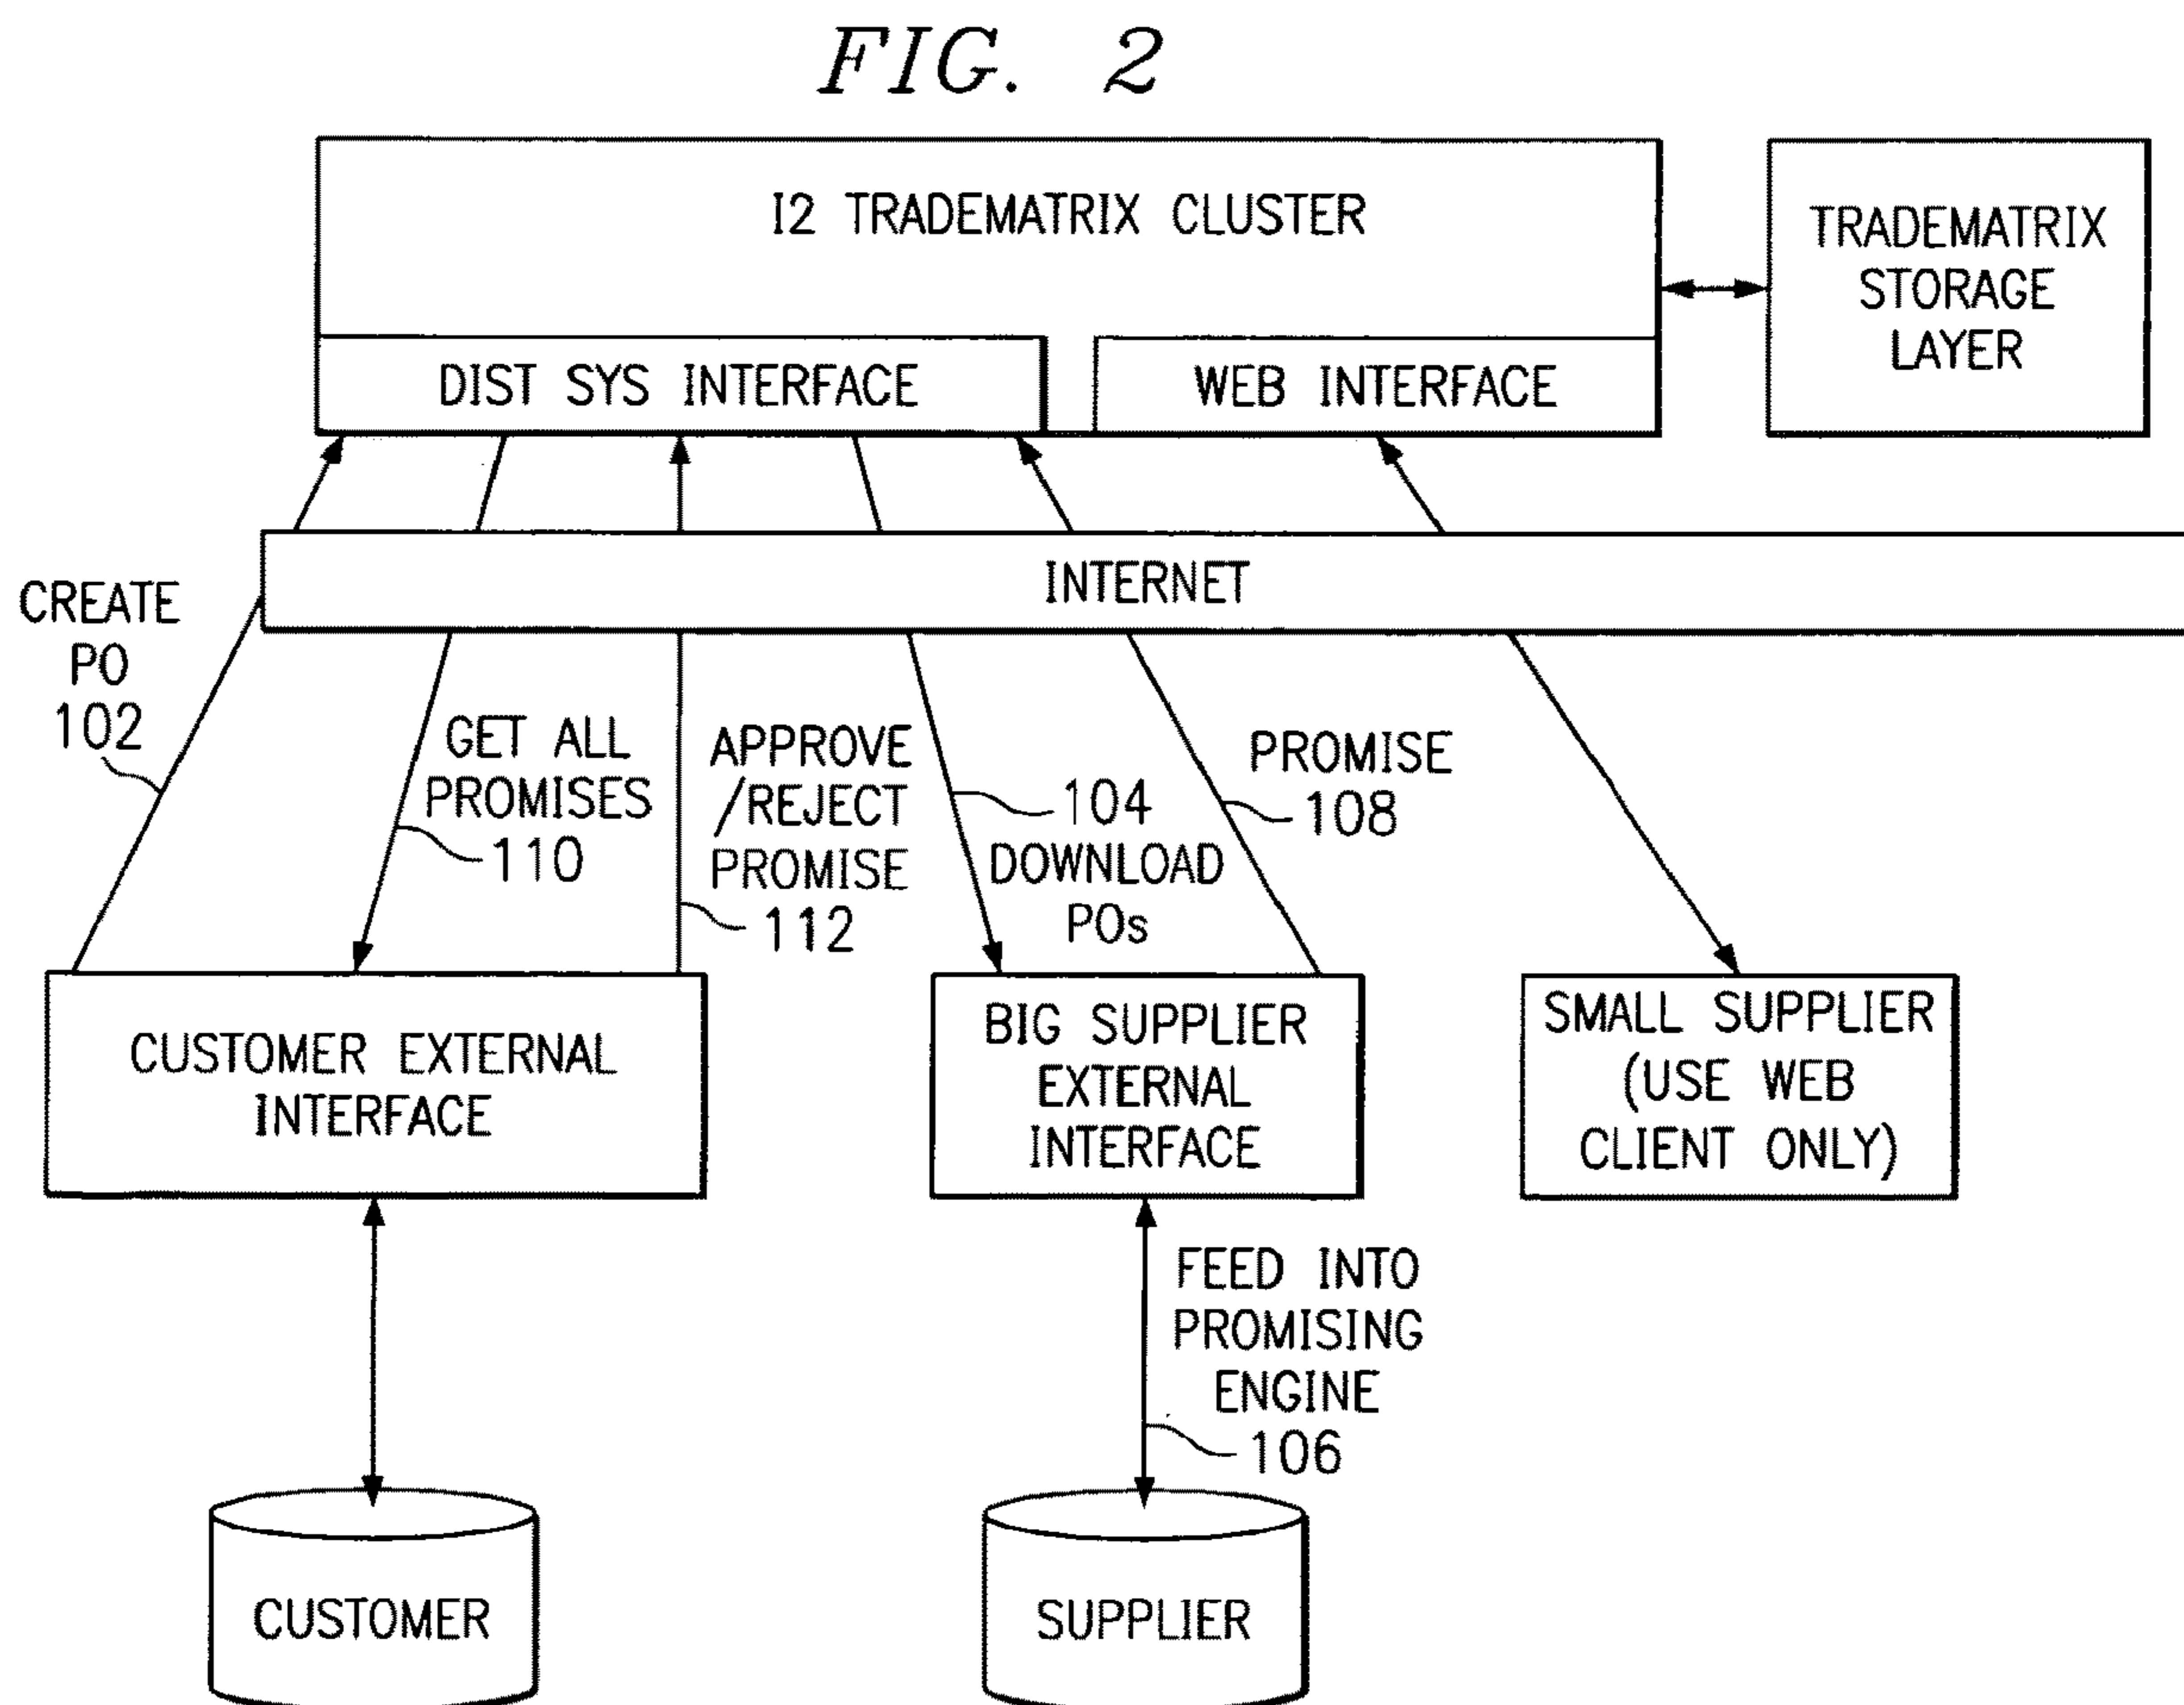 FIG. 2
I2 TRADEMATRIX CLUSTER
TRADEMATRIX
STORAGE
LAYER
DIST SYS INTERFACE
WEB INTERFACE
INTERNET
CREATE
PO
102
GET ALL
PROMISES
110
APPROVE
/REJECT
PROMISE
112
104
DOWNLOAD
POs
PROMISE
108
CUSTOMER EXTERNAL
INTERFACE
BIG SUPPLIER
EXTERNAL
INTERFACE
SMALL SUPPLIER
(USE WEB
CLIENT ONLY)
FEED INTO
PROMISING
ENGINE
106
CUSTOMER
SUPPLIER